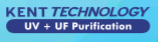 KENT TECHNOLOGY
UV + UF Purification